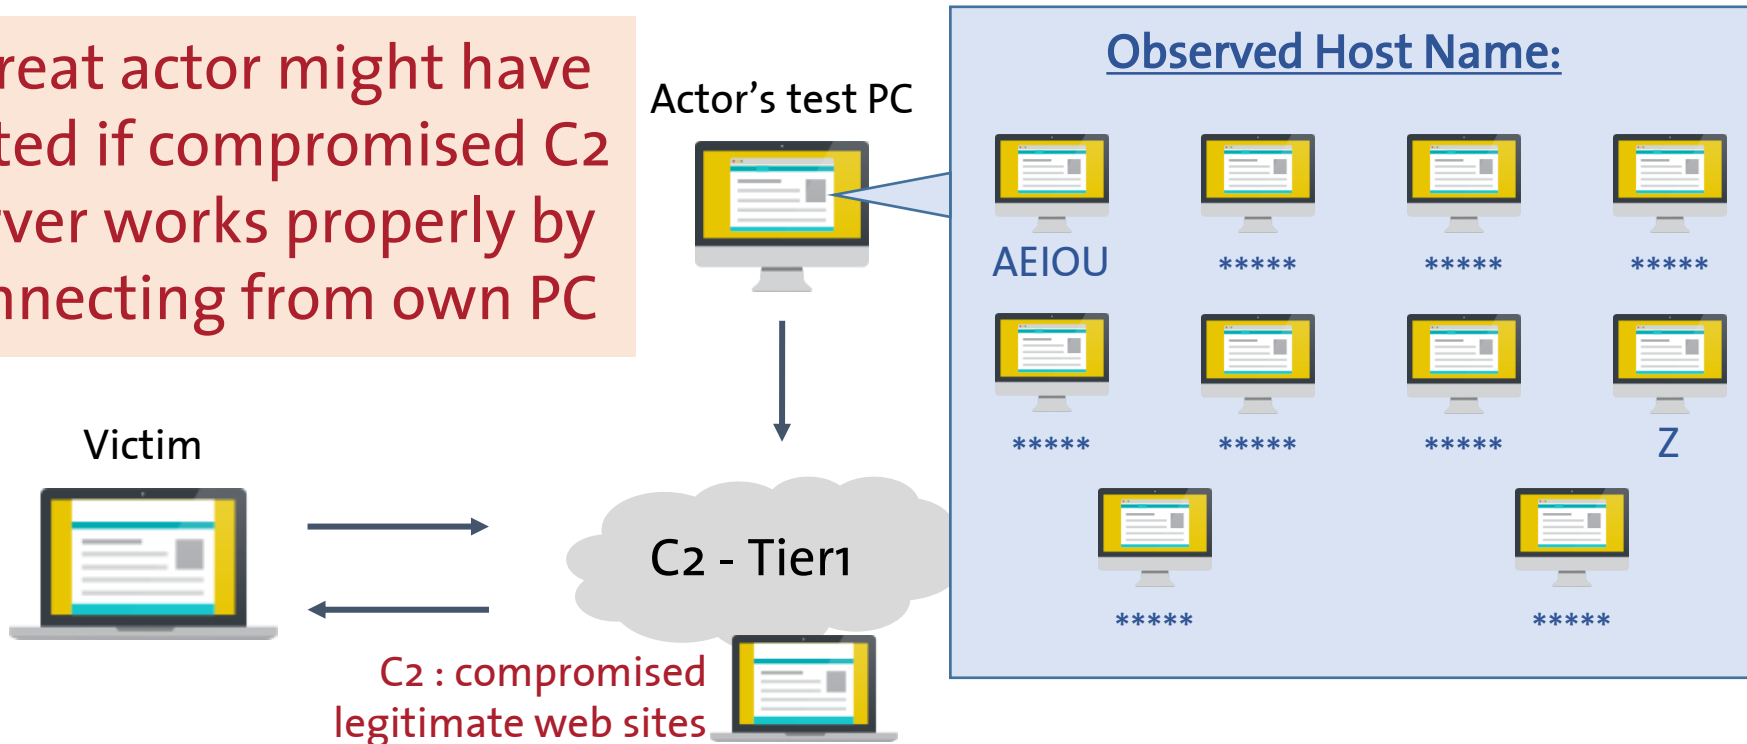 reat actor might have
ted if compromised C2
rver works properly by
nnecting from own PC
Actor's test PC
Observed Host Name:
AEIOU
*****
*****
*****
*****
*****
*****
Z
*****
*****
Victim
C2 - Tier1
C2 : compromised
legitimate web sites